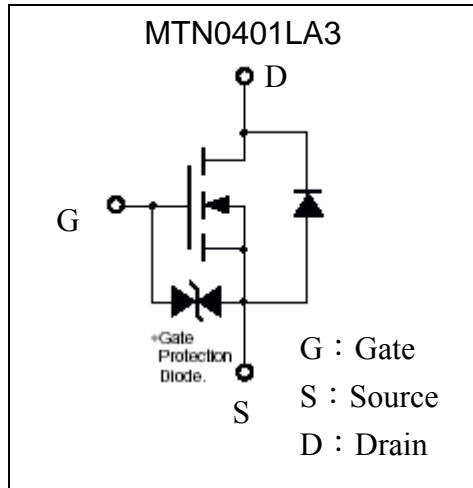 MTN0401LA3
D
G
*Gate
Protection
Diode.
S
G：Gate
S：Source
D：Drain